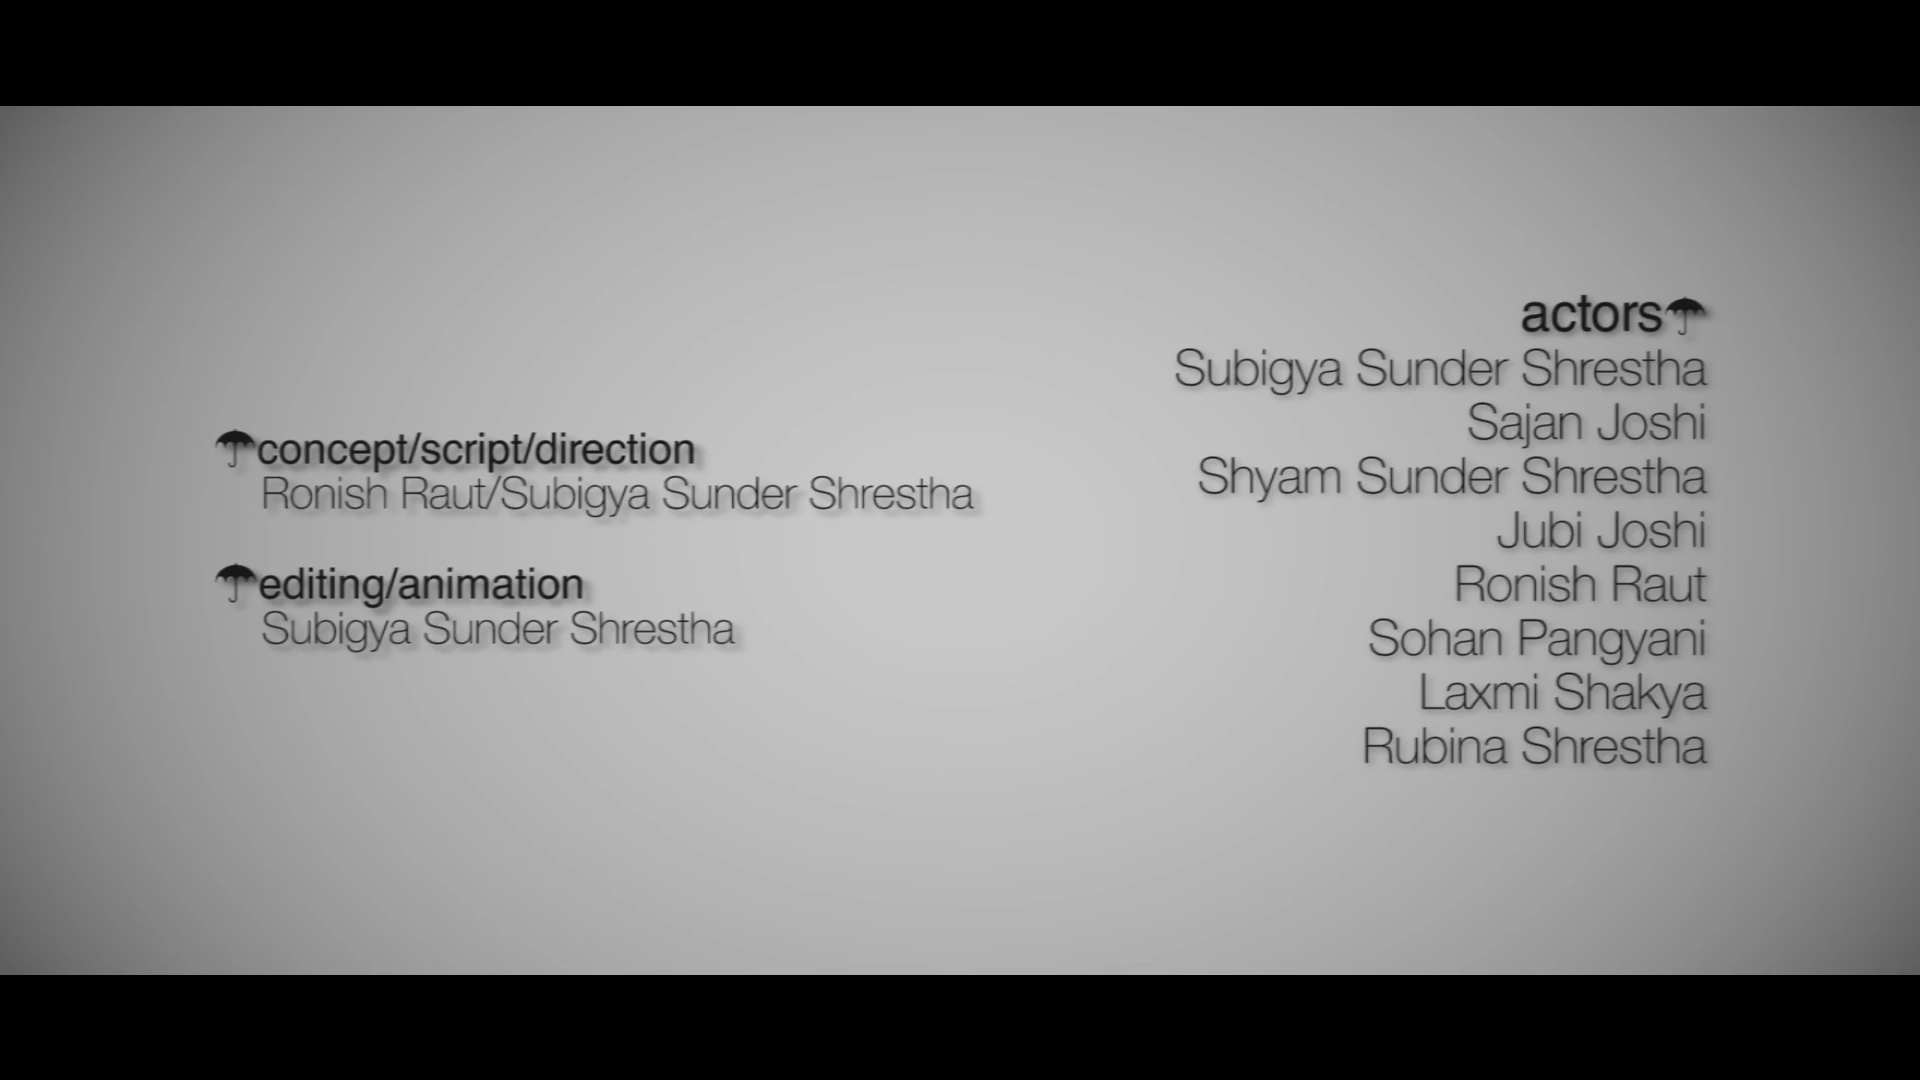 concept/script/direction
Ronish Raut/Subigya Sunder Shrestha
editing/animation
Subigya Sunder Shrestha
actors
Subigya Sunder Shrestha
Sajan Joshi
Shyam Sunder Shrestha
Jubi Joshi
Ronish Raut
Sohan Pangyani
Laxmi Shakya
Rubina Shrestha